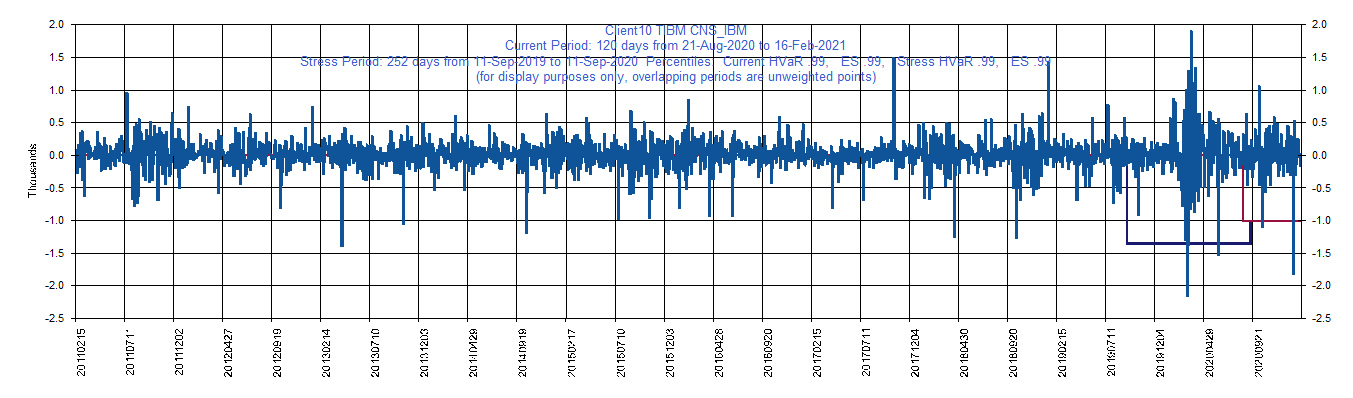 Client10 TIBM CNS_IBM
Current Period: 120 days from 21-Aug-2020 to 16-Feb-2021
Stress Period: 252 days from 11-Sep-2019 to 11-Sep-2020 Percentiles: Current HVaR .99, ES .99, Stress HVaR .99, ES .99
(for display purposes only, overlapping periods are unweighted points)
2.0 2.0
1.5 1.5
1.0 1.0
0.5 0.5
0.0 0.0
-0.5 -0.5
-1.0 -1.0
-1.5 -1.5
-2.0 -2.0
-2.5 -2.5
Thousands
20110215 20110711 20111202 20120427 20120919 20130214 20130710 20131203 20140429 20140919 20150217 20150710 20151203 20160428 20160920 20170215 20170711 20171204 20180430 20180920 20190215 20190711 20191204 20200429 20200921